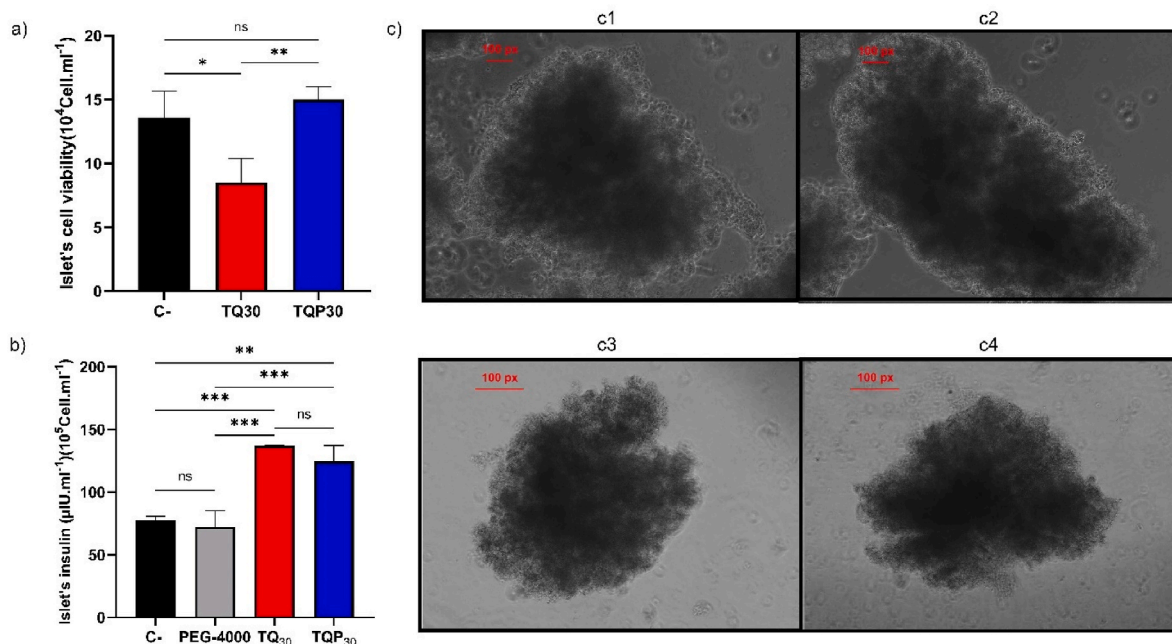 a)
ns
*
**
20
15
10
5
0
Islet's cell viability(10⁴Cell.ml⁻¹)
C- TQ30 TQP30
b)
**
***
***
***
ns
ns
200
150
100
50
0
Islet's insulin (µIU.ml⁻¹)(10⁵Cell.ml⁻¹)
C- PEG-4000 TQ₃₀ TQP₃₀
c)
c1
100 px
c2
100 px
c3
100 px
c4
100 px